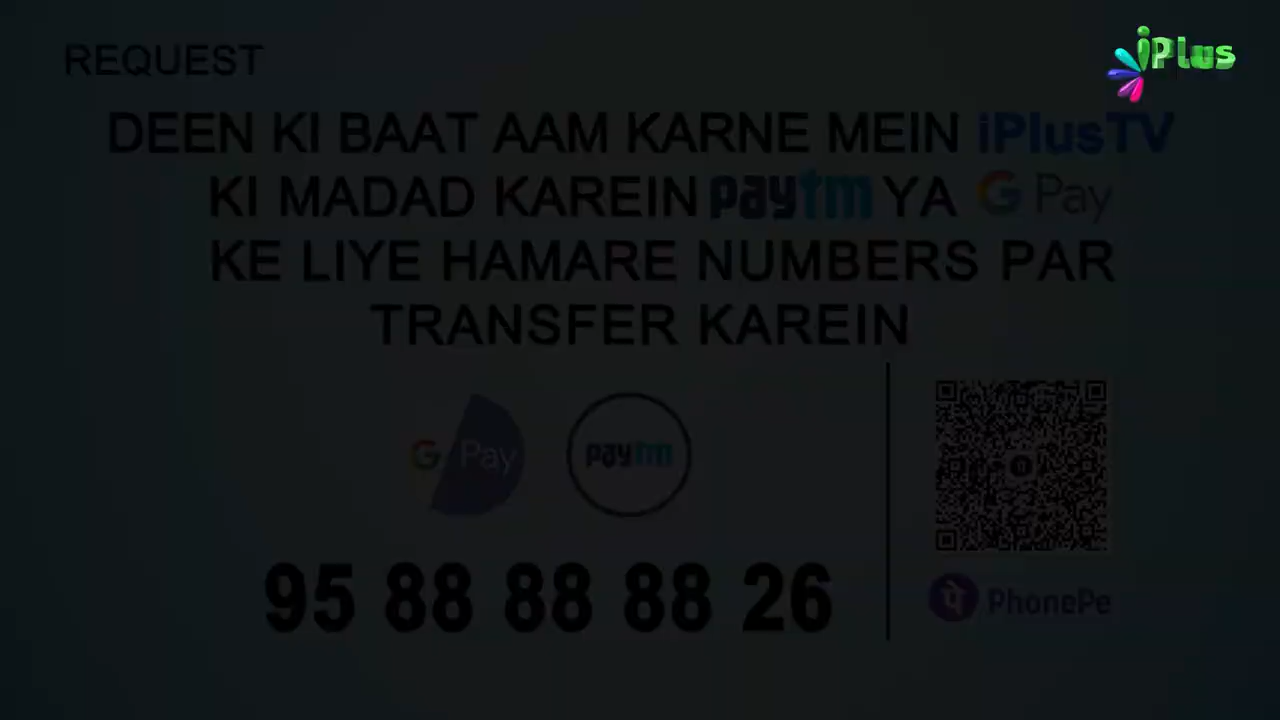 iPlus
REQUEST
DEEN KI BAAT AAM KARNE MEIN iPlusTV
KI MADAD KAREIN paytm YA G Pay
KE LIYE HAMARE NUMBERS PAR
TRANSFER KAREIN
G Pay paytm
95 88 88 88 26
पे PhonePe